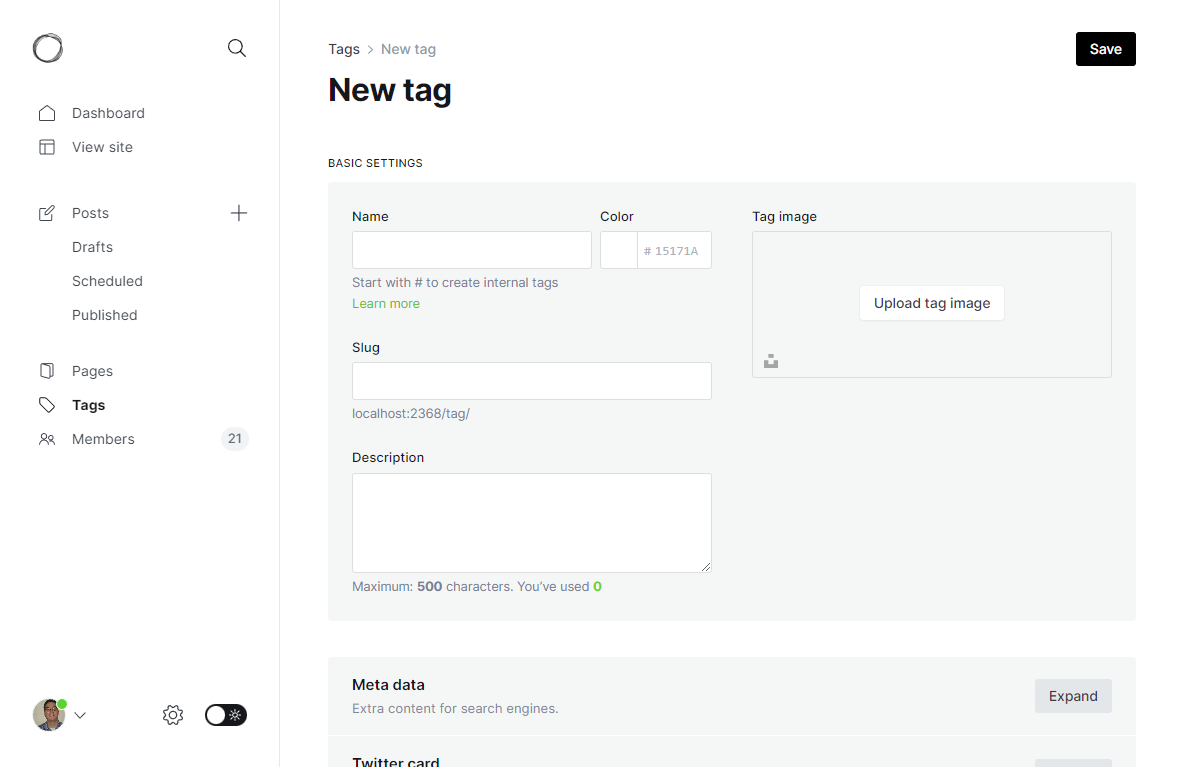 Tags > New tag
Save
New tag
Dashboard
View site
Posts
Drafts
Scheduled
Published
Pages
Tags
Members 21
BASIC SETTINGS
Name
Color
# 15171A
Start with # to create internal tags
Learn more
Slug
localhost:2368/tag/
Description
Maximum: 500 characters. You’ve used 0
Tag image
Upload tag image
Meta data
Extra content for search engines.
Expand
Twitter card